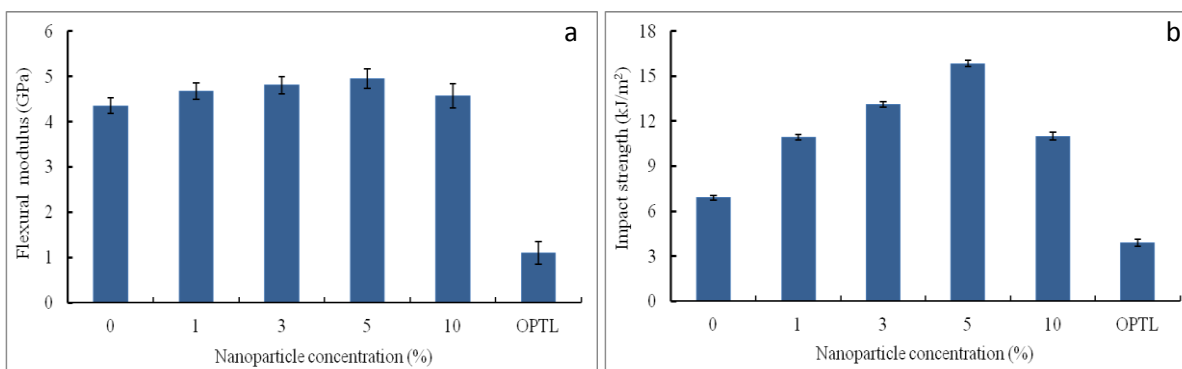 a
Flexural modulus (GPa)
6
5
4
3
2
1
0
0 1 3 5 10 OPTL
Nanoparticle concentration (%)
b
Impact strength (kJ/m²)
18
15
12
9
6
3
0
0 1 3 5 10 OPTL
Nanoparticle concentration (%)